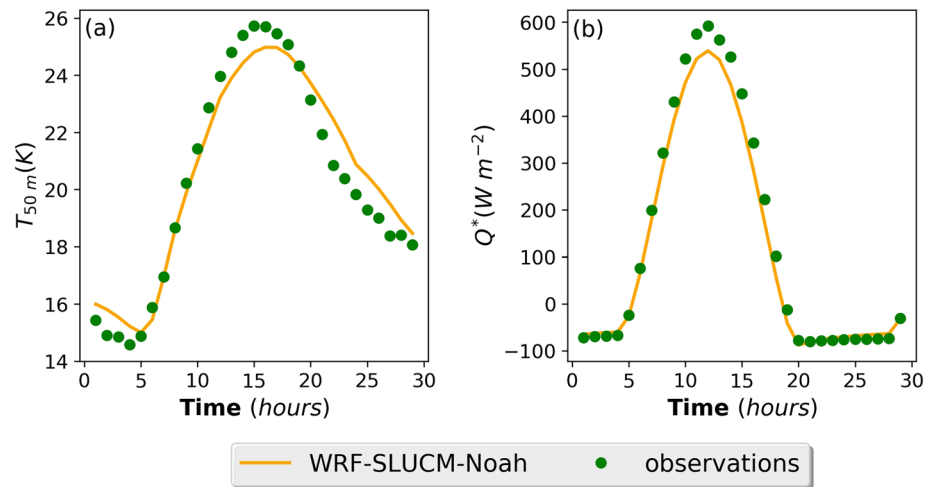 (a)
26
24
22
20
18
16
14
T50 m(K)
0 5 10 15 20 25 30
Time (hours)
(b)
600
500
400
300
200
100
0
−100
Q*(W m−2)
0 5 10 15 20 25 30
Time (hours)
WRF-SLUCM-Noah observations